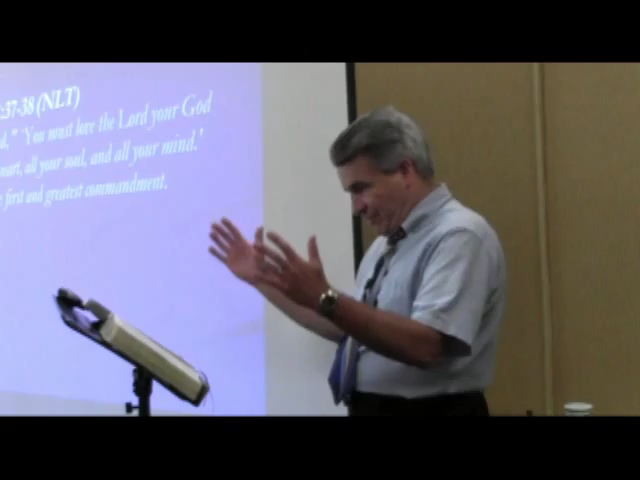 :37-38 (NLT)
d, "'You must love the Lord your God
heart, all your soul, and all your mind.'
e first and greatest commandment.